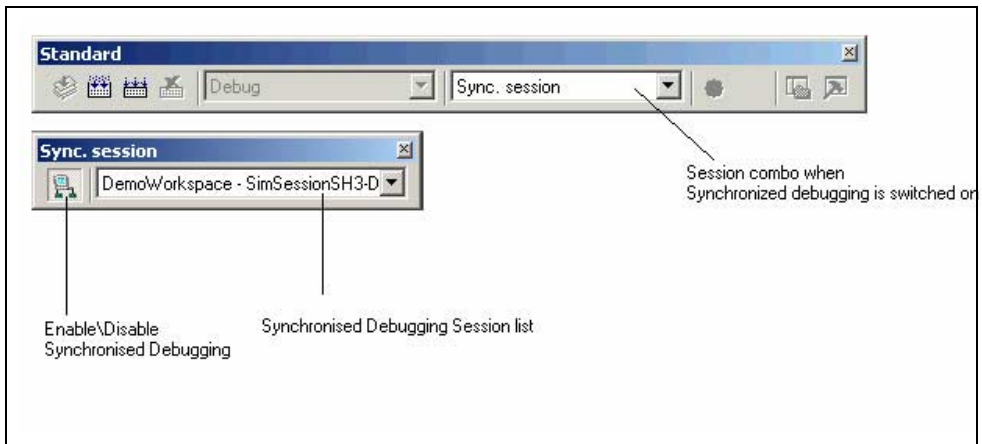 Standard
Debug
Sync. session
Sync. session
DemoWorkspace - SimSessionSH3-D
Session combo when
Synchronized debugging is switched on
Enable\Disable
Synchronised Debugging
Synchronised Debugging Session list